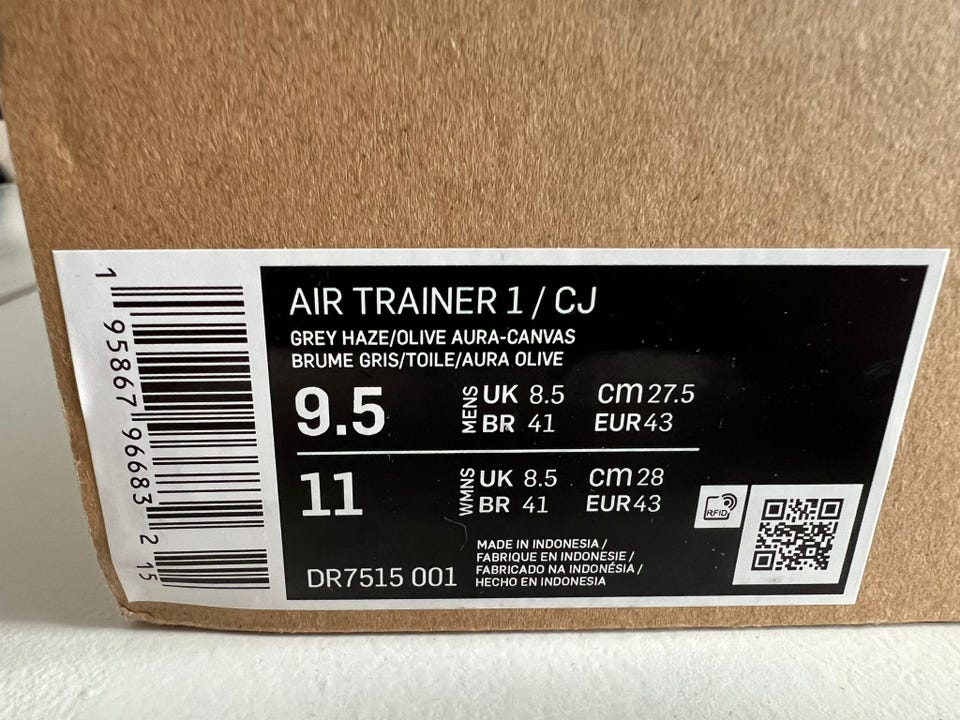 1 95867 96683 2 15
AIR TRAINER 1 / CJ
GREY HAZE/OLIVE AURA-CANVAS
BRUME GRIS/TOILE/AURA OLIVE
9.5 MENS UK 8.5 cm 27.5
BR 41 EUR 43
11 WMNS UK 8.5 cm 28
BR 41 EUR 43
RFID
DR7515 001
MADE IN INDONESIA /
FABRIQUE EN INDONESIE /
FABRICADO NA INDONÉSIA /
HECHO EN INDONESIA